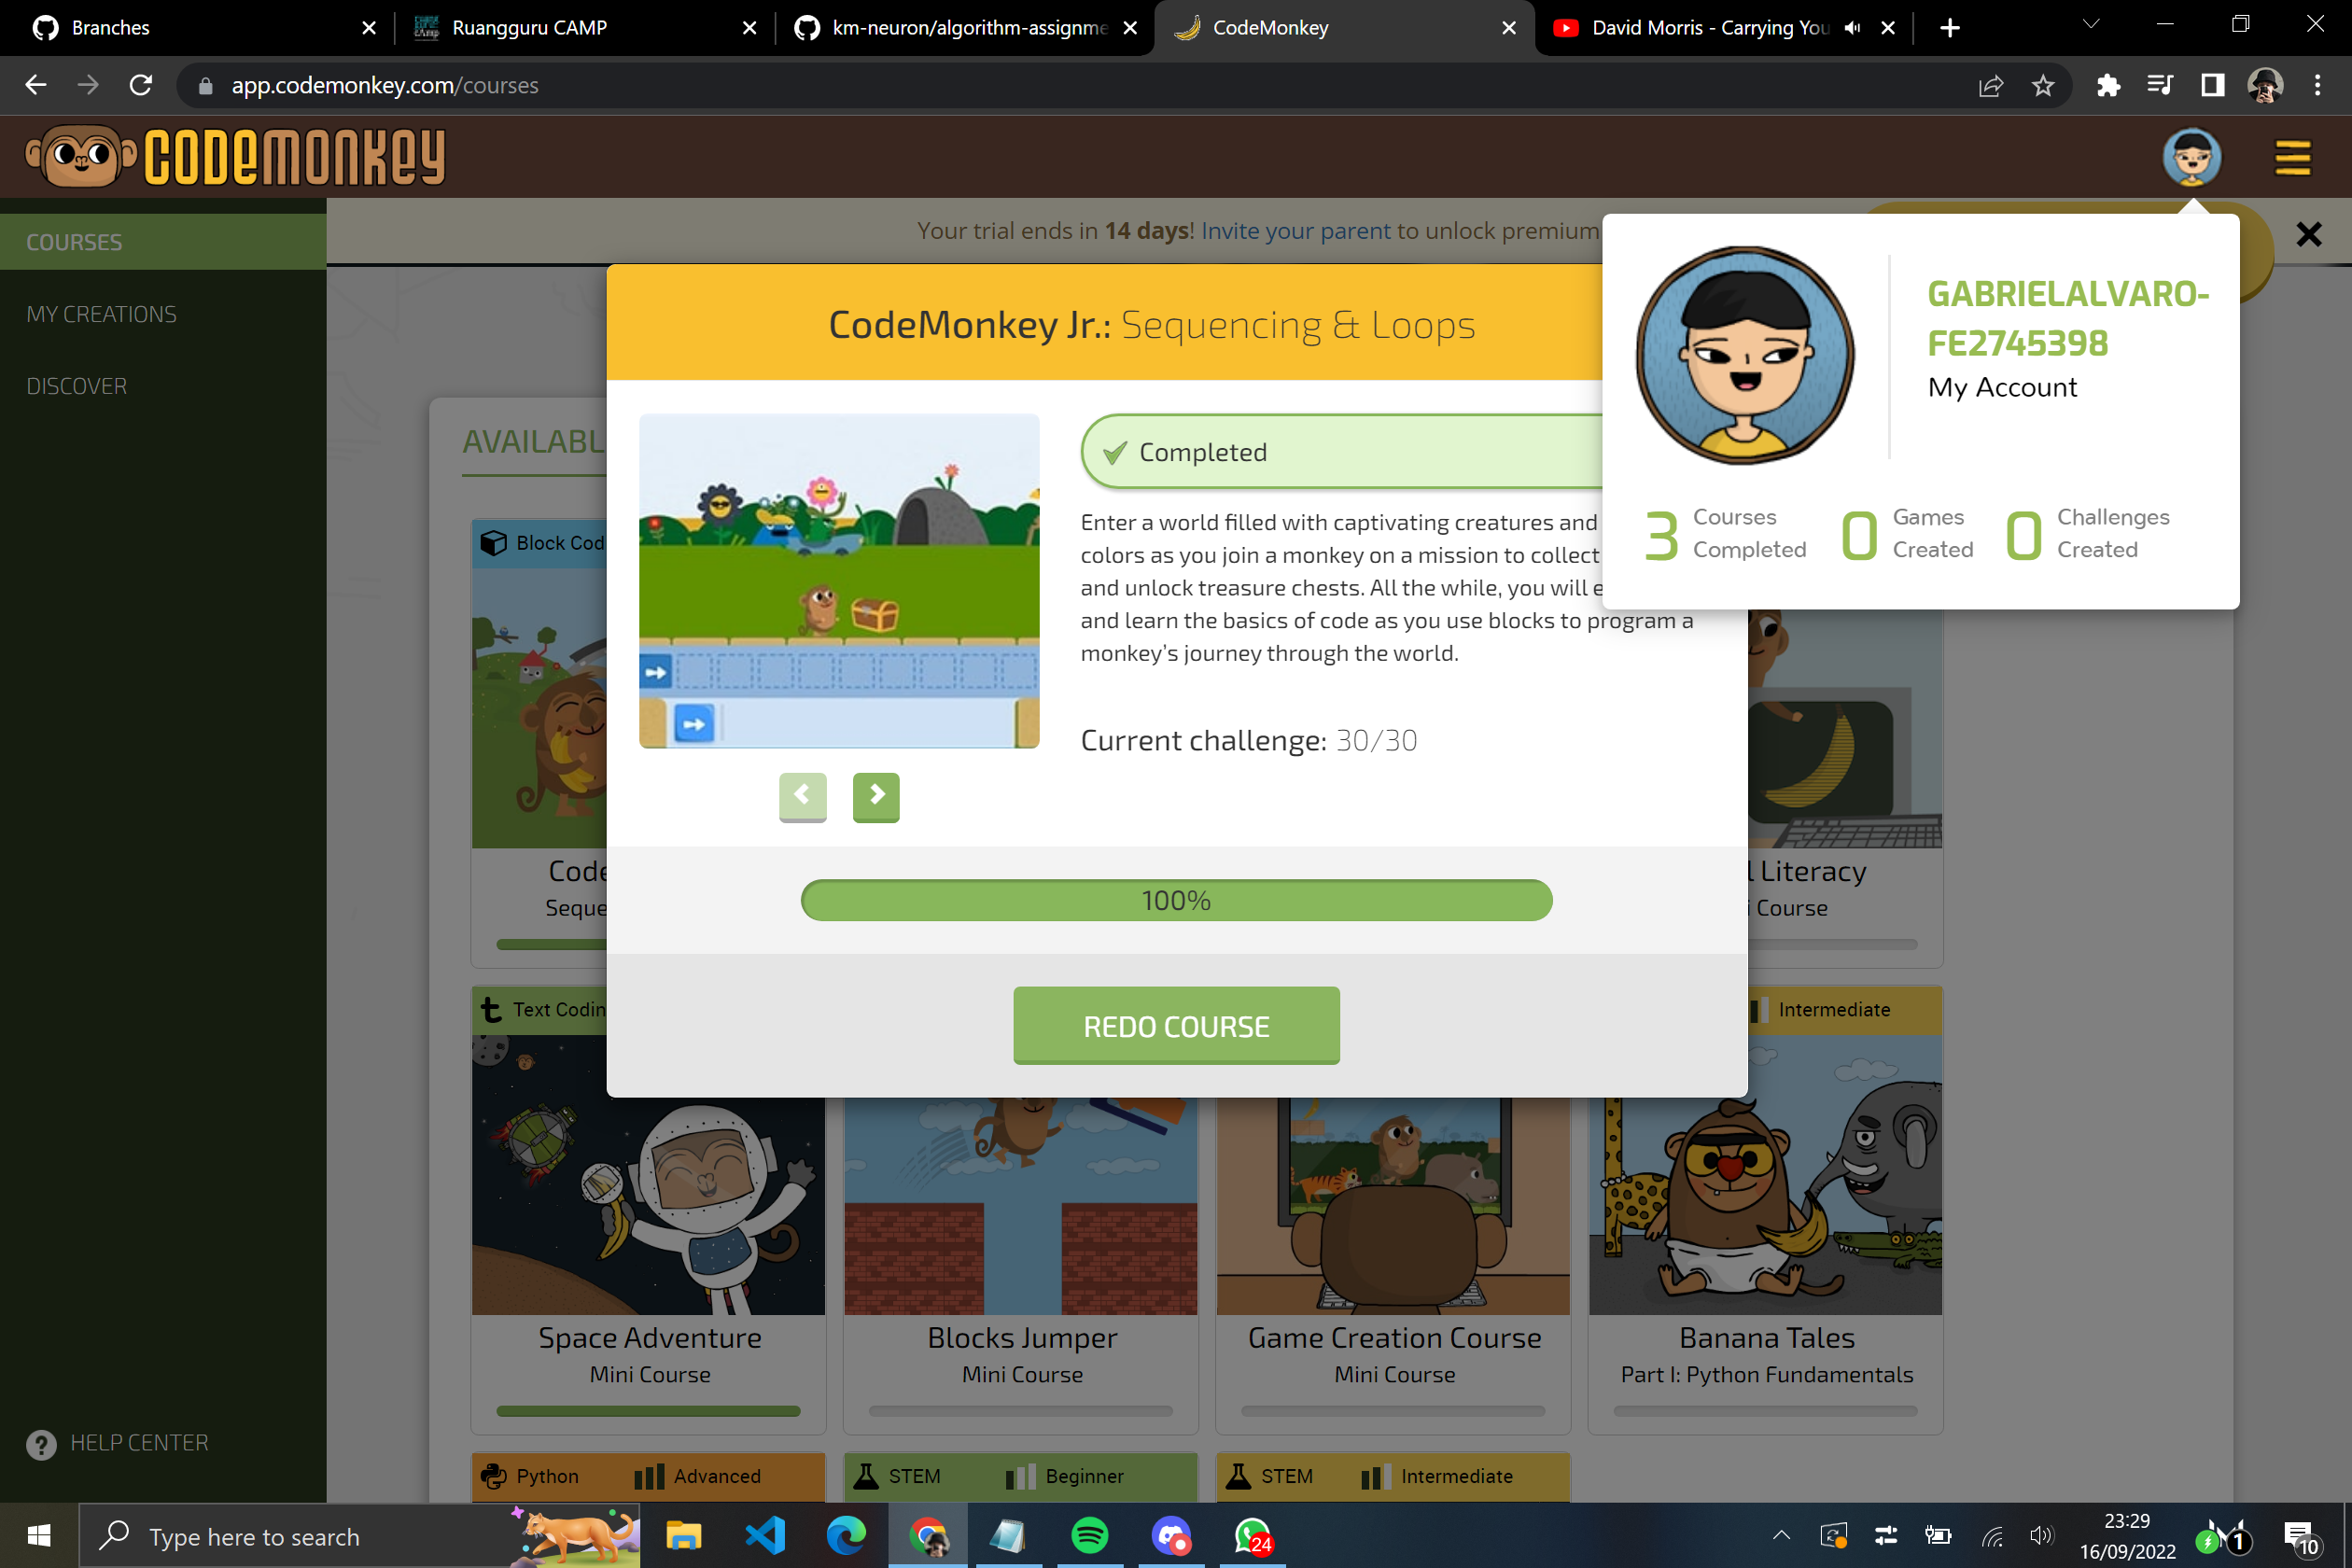 Branches
Ruangguru CAMP
km-neuron/algorithm-assignme
CodeMonkey
David Morris - Carrying You
app.codemonkey.com/courses
CODEMONKEY
COURSES
MY CREATIONS
DISCOVER
HELP CENTER
Your trial ends in 14 days! Invite your parent to unlock premium
GABRIELALVARO-
FE2745398
My Account
3 Courses Completed
0 Games Created
0 Challenges Created
AVAILABL
Block Cod
CodeMonkey Jr.: Sequencing & Loops
Completed
Enter a world filled with captivating creatures and
colors as you join a monkey on a mission to collect
and unlock treasure chests. All the while, you will e
and learn the basics of code as you use blocks to program a
monkey's journey through the world.
Current challenge: 30/30
100%
REDO COURSE
Code
Seque
l Literacy
i Course
Text Codin
Intermediate
Space Adventure
Mini Course
Blocks Jumper
Mini Course
Game Creation Course
Mini Course
Banana Tales
Part I: Python Fundamentals
Python Advanced
STEM Beginner
STEM Intermediate
Type here to search
24
23:29
16/09/2022
1
10